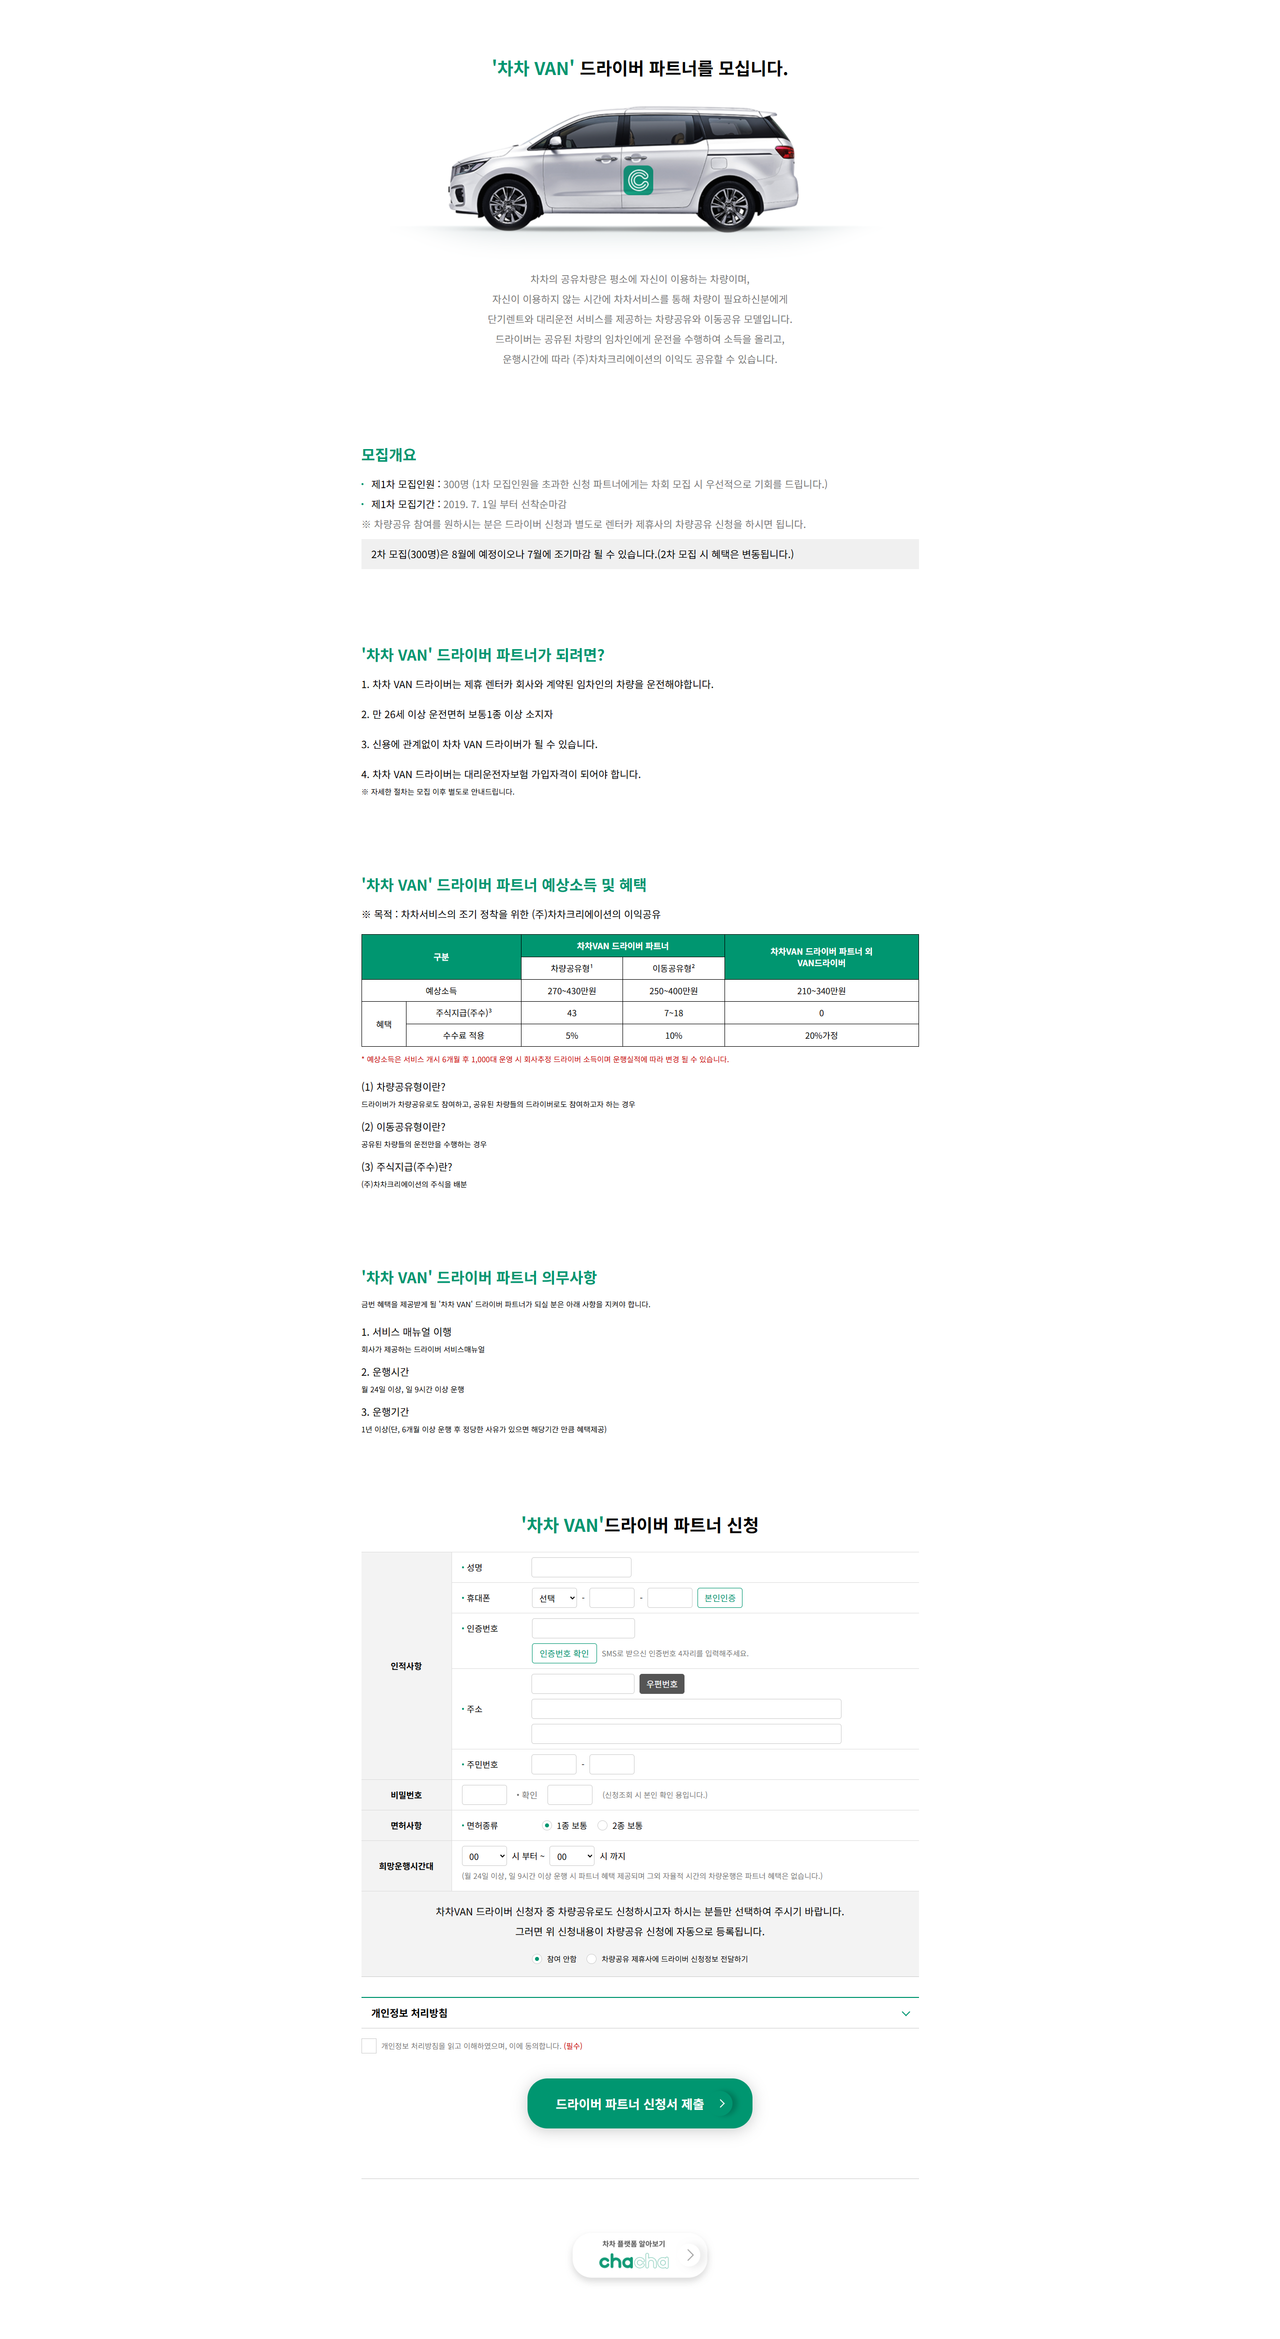 '차차 VAN' 드라이버 파트너를 모십니다.
차차의 공유차량은 평소에 자신이 이용하는 차량이며,
자신이 이용하지 않는 시간에 차차서비스를 통해 차량이 필요하신분에게
단기렌트와 대리운전 서비스를 제공하는 차량공유와 이동공유 모델입니다.
드라이버는 공유된 차량의 임차인에게 운전을 수행하여 소득을 올리고,
운행시간에 따라 (주)차차크리에이션의 이익도 공유할 수 있습니다.
모집개요
• 제1차 모집인원 : 300명 (1차 모집인원을 초과한 신청 파트너에게는 차회 모집 시 우선적으로 기회를 드립니다.)
• 제1차 모집기간 : 2019. 7. 1일 부터 선착순마감
※ 차량공유 참여를 원하시는 분은 드라이버 신청과 별도로 렌터카 제휴사의 차량공유 신청을 하시면 됩니다.
2차 모집(300명)은 8월에 예정이오나 7월에 조기마감 될 수 있습니다.(2차 모집 시 혜택은 변동됩니다.)
'차차 VAN' 드라이버 파트너가 되려면?
1. 차차 VAN 드라이버는 제휴 렌터카 회사와 계약된 임차인의 차량을 운전해야합니다.
2. 만 26세 이상 운전면허 보통1종 이상 소지자
3. 신용에 관계없이 차차 VAN 드라이버가 될 수 있습니다.
4. 차차 VAN 드라이버는 대리운전자보험 가입자격이 되어야 합니다.
※ 자세한 절차는 모집 이후 별도로 안내드립니다.
'차차 VAN' 드라이버 파트너 예상소득 및 혜택
※ 목적 : 차차서비스의 조기 정착을 위한 (주)차차크리에이션의 이익공유
구분 차차VAN 드라이버 파트너 차차VAN 드라이버 파트너 외
VAN드라이버
차량공유형¹ 이동공유형²
예상소득 270~430만원 250~400만원 210~340만원
혜택 주식지급(주수)³ 43 7~18 0
수수료 적용 5% 10% 20%가정
* 예상소득은 서비스 개시 6개월 후 1,000대 운영 시 회사추정 드라이버 소득이며 운행실적에 따라 변경 될 수 있습니다.
(1) 차량공유형이란?
드라이버가 차량공유로도 참여하고, 공유된 차량들의 드라이버로도 참여하고자 하는 경우
(2) 이동공유형이란?
공유된 차량들의 운전만을 수행하는 경우
(3) 주식지급(주수)란?
(주)차차크리에이션의 주식을 배분
'차차 VAN' 드라이버 파트너 의무사항
금번 혜택을 제공받게 될 '차차 VAN' 드라이버 파트너가 되실 분은 아래 사항을 지켜야 합니다.
1. 서비스 매뉴얼 이행
회사가 제공하는 드라이버 서비스매뉴얼
2. 운행시간
월 24일 이상, 일 9시간 이상 운행
3. 운행기간
1년 이상(단, 6개월 이상 운행 후 정당한 사유가 있으면 해당기간 만큼 혜택제공)
'차차 VAN'드라이버 파트너 신청
인적사항
• 성명
• 휴대폰 선택 - - 본인인증
• 인증번호
인증번호 확인 SMS로 받으신 인증번호 4자리를 입력해주세요.
우편번호
• 주소
• 주민번호 -
비밀번호 • 확인 (신청조회 시 본인 확인 용입니다.)
면허사항 • 면허종류 1종 보통 2종 보통
희망운행시간대 00 시 부터 ~ 00 시 까지
(월 24일 이상, 일 9시간 이상 운행 시 파트너 혜택 제공되며 그외 자율적 시간의 차량운행은 파트너 혜택은 없습니다.)
차차VAN 드라이버 신청자 중 차량공유로도 신청하시고자 하시는 분들만 선택하여 주시기 바랍니다.
그러면 위 신청내용이 차량공유 신청에 자동으로 등록됩니다.
참여 안함 차량공유 제휴사에 드라이버 신청정보 전달하기
개인정보 처리방침
개인정보 처리방침을 읽고 이해하였으며, 이에 동의합니다. (필수)
드라이버 파트너 신청서 제출
차차 플랫폼 알아보기
chacha